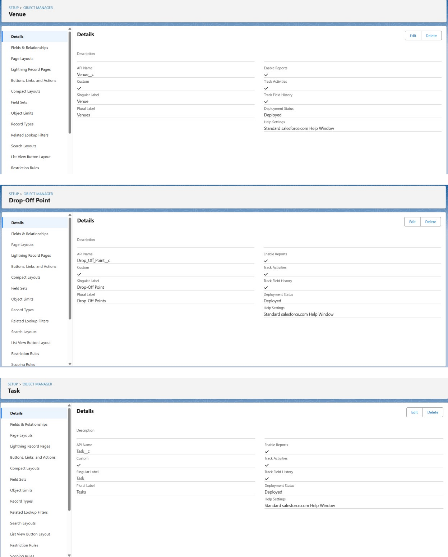 SETUP > OBJECT MANAGER
Venue
Details
Fields & Relationships
Page Layouts
Lightning Record Pages
Buttons, Links, and Actions
Compact Layouts
Field Sets
Object Limits
Record Types
Related Lookup Filters
Search Layouts
List View Button Layout
Restriction Rules
Details
Edit
Delete
Description
API Name
Venue__c
Custom
✓
Singular Label
Venue
Plural Label
Venues
Enable Reports
✓
Track Activities
✓
Track Field History
✓
Deployment Status
Deployed
Help Settings
Standard salesforce.com Help Window
SETUP > OBJECT MANAGER
Drop-Off Point
Details
Fields & Relationships
Page Layouts
Lightning Record Pages
Buttons, Links, and Actions
Compact Layouts
Field Sets
Object Limits
Record Types
Related Lookup Filters
Search Layouts
List View Button Layout
Restriction Rules
Scoping Rules
Details
Edit
Delete
Description
API Name
Drop_Off_Point__c
Custom
✓
Singular Label
Drop-Off Point
Plural Label
Drop-Off Points
Enable Reports
✓
Track Activities
✓
Track Field History
✓
Deployment Status
Deployed
Help Settings
Standard salesforce.com Help Window
SETUP > OBJECT MANAGER
Task
Details
Fields & Relationships
Page Layouts
Lightning Record Pages
Buttons, Links, and Actions
Compact Layouts
Field Sets
Object Limits
Record Types
Related Lookup Filters
Search Layouts
List View Button Layout
Restriction Rules
Scoping Rules
Details
Edit
Delete
Description
API Name
Task__c
Custom
✓
Singular Label
Task
Plural Label
Tasks
Enable Reports
✓
Track Activities
✓
Track Field History
✓
Deployment Status
Deployed
Help Settings
Standard salesforce.com Help Window